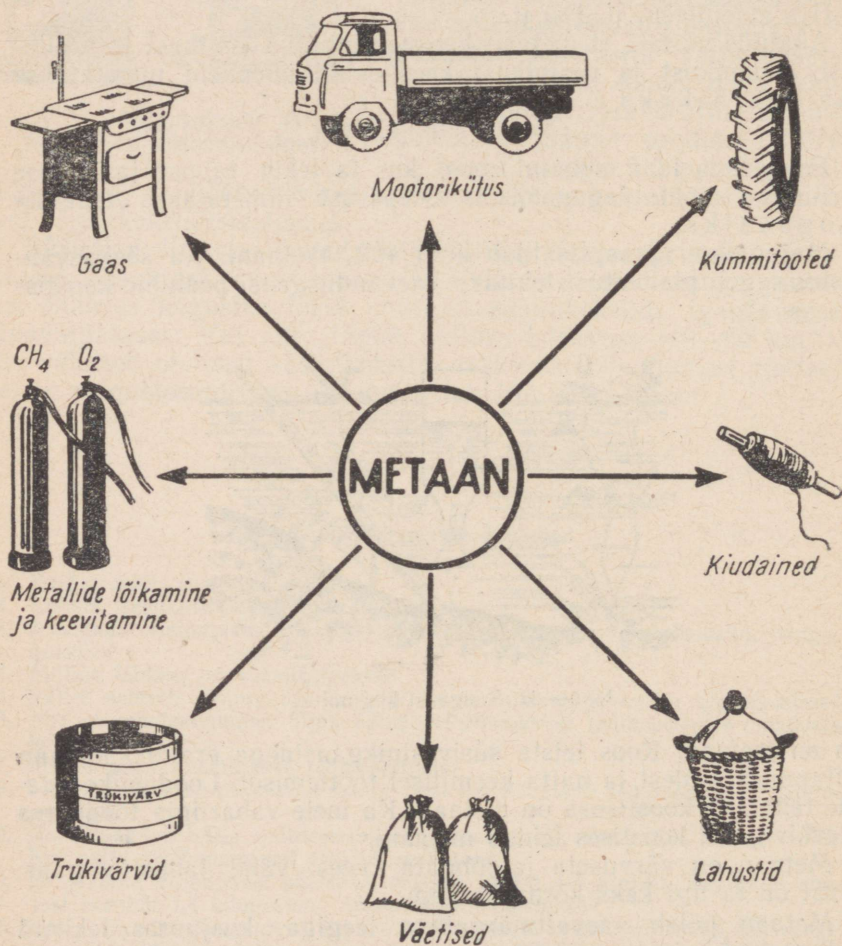 Mootorikütus
Gaas
Kummitooted
CH₄ O₂
METAAN
Metallide lõikamine
ja keevitamine
Kiudained
TRÜKIVÄRV
Trükivärvid
Väetised
Lahustid